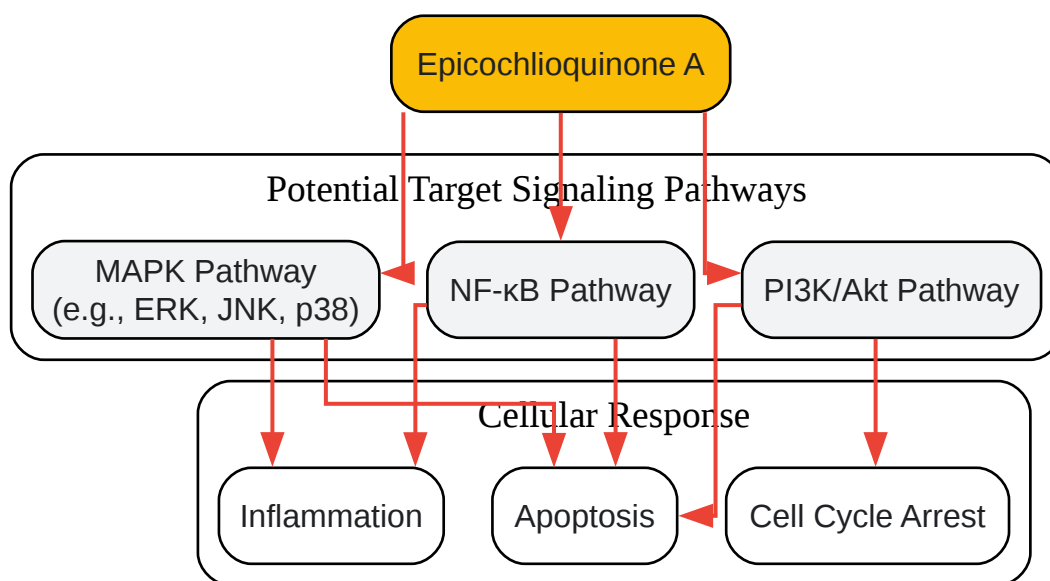 Epicochlioquinone A
Potential Target Signaling Pathways
MAPK Pathway
(e.g., ERK, JNK, p38)
NF-κB Pathway
PI3K/Akt Pathway
Cellular Response
Inflammation
Apoptosis
Cell Cycle Arrest